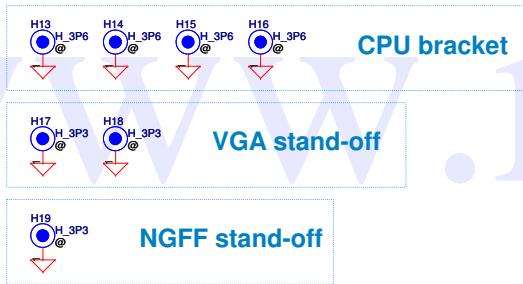 H13 H14 H15 H16
H_3P6 H_3P6 H_3P6 H_3P6
@ @ @ @
CPU bracket
H17 H18
H_3P3 H_3P3
@ @
VGA stand-off
H19
H_3P3
@
NGFF stand-off